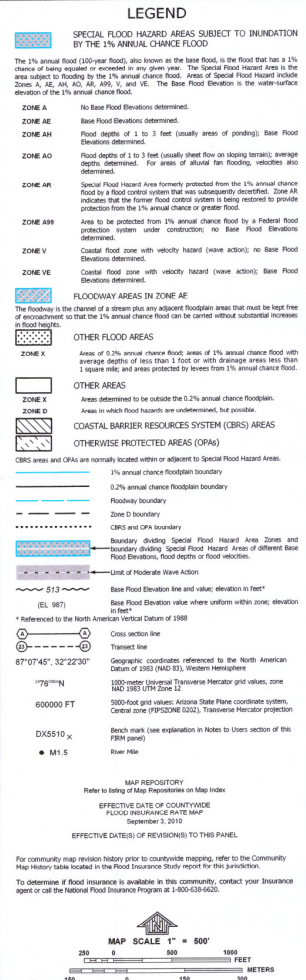 LEGEND
SPECIAL FLOOD HAZARD AREAS SUBJECT TO INUNDATION
BY THE 1% ANNUAL CHANCE FLOOD
The 1% annual chance flood (100-year flood), also known as the base flood, is the flood that has a 1%
chance of being equaled or exceeded in any given year. The Special Flood Hazard Area is the
area subject to flooding by the 1% annual chance flood. Areas of Special Flood Hazard include
Zones A, AE, AH, AO, AR, A99, V, and VE. The Base Flood Elevation is the water-surface
elevation of the 1% annual chance flood.
ZONE A No Base Flood Elevations determined.
ZONE AE Base Flood Elevations determined.
ZONE AH Flood depths of 1 to 3 feet (usually areas of ponding); Base Flood
Elevations determined.
ZONE AO Flood depths of 1 to 3 feet (usually sheet flow on sloping terrain); average
depths determined. For areas of alluvial fan flooding, velocities also
determined.
ZONE AR Special Flood Hazard Area formerly protected from the 1% annual chance
flood by a flood control system that was subsequently decertified. Zone AR
indicates that the former flood control system is being restored to provide
protection from the 1% annual chance or greater flood.
ZONE A99 Area to be protected from 1% annual chance flood by a Federal flood
protection system under construction; no Base Flood Elevations
determined.
ZONE V Coastal flood zone with velocity hazard (wave action); no Base Flood
Elevations determined.
ZONE VE Coastal flood zone with velocity hazard (wave action); Base Flood
Elevations determined.
FLOODWAY AREAS IN ZONE AE
The floodway is the channel of a stream plus any adjacent floodplain areas that must be kept free
of encroachment so that the 1% annual chance flood can be carried without substantial increases
in flood heights.
OTHER FLOOD AREAS
ZONE X Areas of 0.2% annual chance flood; areas of 1% annual chance flood with
average depths of less than 1 foot or with drainage areas less than
1 square mile; and areas protected by levees from 1% annual chance flood.
OTHER AREAS
ZONE X Areas determined to be outside the 0.2% annual chance floodplain.
ZONE D Areas in which flood hazards are undetermined, but possible.
COASTAL BARRIER RESOURCES SYSTEM (CBRS) AREAS
OTHERWISE PROTECTED AREAS (OPAs)
CBRS areas and OPAs are normally located within or adjacent to Special Flood Hazard Areas.
1% annual chance floodplain boundary
0.2% annual chance floodplain boundary
Floodway boundary
Zone D boundary
CBRS and OPA boundary
Boundary dividing Special Flood Hazard Area Zones and
boundary dividing Special Flood Hazard Areas of different Base
Flood Elevations, flood depths or flood velocities.
Limit of Moderate Wave Action
513 Base Flood Elevation line and value; elevation in feet*
(EL 987) Base Flood Elevation value where uniform within zone; elevation
in feet*
* Referenced to the North American Vertical Datum of 1988
A A Cross section line
23 23 Transect line
87°07'45", 32°22'30" Geographic coordinates referenced to the North American
Datum of 1983 (NAD 83), Western Hemisphere
1000-meter Universal Transverse Mercator grid values, zone
NAD 1983 UTM Zone 12
600000 FT 5000-foot grid values: Arizona State Plane coordinate system,
Central zone (FIPSZONE 0202), Transverse Mercator projection
DX5510 x Bench mark (see explanation in Notes to Users section of this
FIRM panel)
M1.5 River Mile
MAP REPOSITORY
Refer to listing of Map Repositories on Map Index
EFFECTIVE DATE OF COUNTYWIDE
FLOOD INSURANCE RATE MAP
September 3, 2010
EFFECTIVE DATE(S) OF REVISION(S) TO THIS PANEL
For community map revision history prior to countywide mapping, refer to the Community
Map History table located in the Flood Insurance Study report for this jurisdiction.
To determine if flood insurance is available in this community, contact your Insurance
agent or call the National Flood Insurance Program at 1-800-638-6620.
MAP SCALE 1" = 500'
250 0 500 1000
FEET
METERS
150 0 150 300